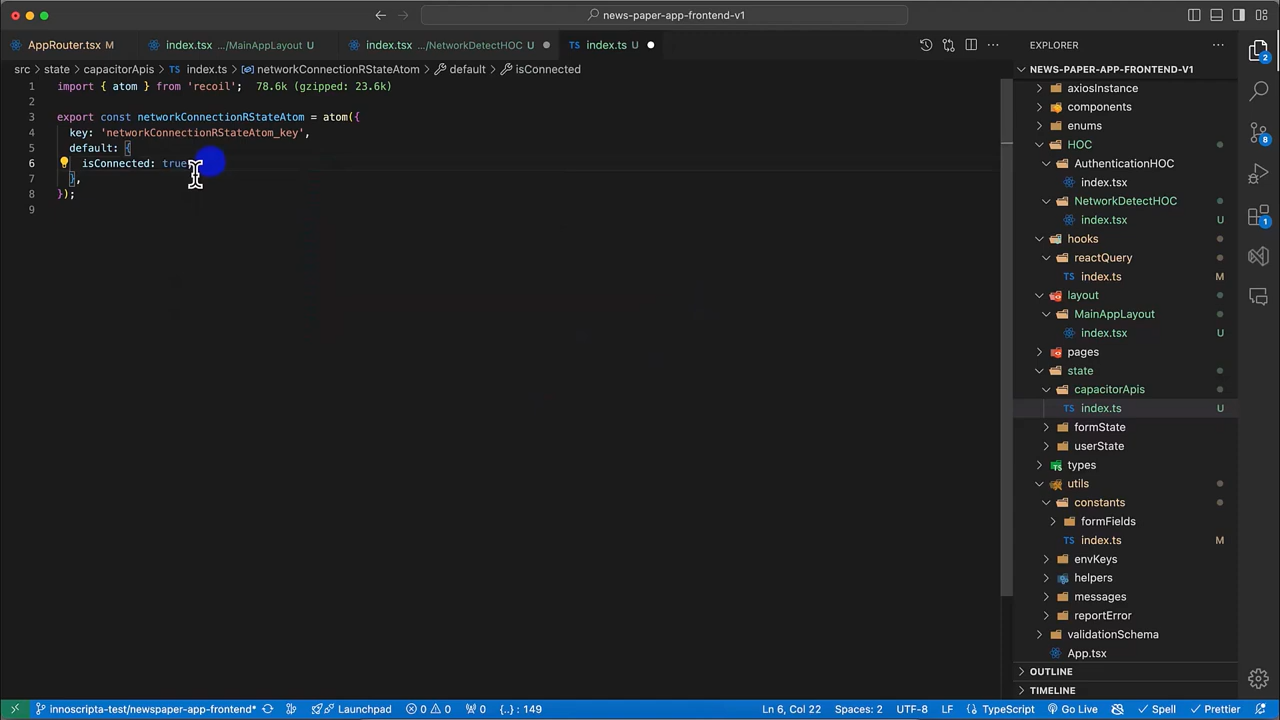 news-paper-app-frontend-v1
AppRouter.tsx M
index.tsx .../MainAppLayout U
index.tsx .../NetworkDetectHOC U
index.ts U
src > state > capacitorApis > TS index.ts > networkConnectionRStateAtom > default > isConnected
1 import { atom } from 'recoil'; 78.6k (gzipped: 23.6k)
2
3 export const networkConnectionRStateAtom = atom({
4 key: 'networkConnectionRStateAtom_key',
5 default: {
6 isConnected: true,
7 },
8 });
9
EXPLORER
NEWS-PAPER-APP-FRONTEND-V1
axiosInstance
components
enums
HOC
AuthenticationHOC
index.tsx
NetworkDetectHOC
index.tsx U
hooks
reactQuery
index.ts M
layout
MainAppLayout
index.tsx U
pages
state
capacitorApis
TS index.ts U
formState
userState
types
utils
constants
formFields
TS index.ts M
envKeys
helpers
messages
reportError
validationSchema
App.tsx
OUTLINE
TIMELINE
2
8
1
innoscripta-test/newspaper-app-frontend* Launchpad 0 0 0 {..} : 149
Ln 6, Col 22 Spaces: 2 UTF-8 LF TypeScript Go Live Spell Prettier